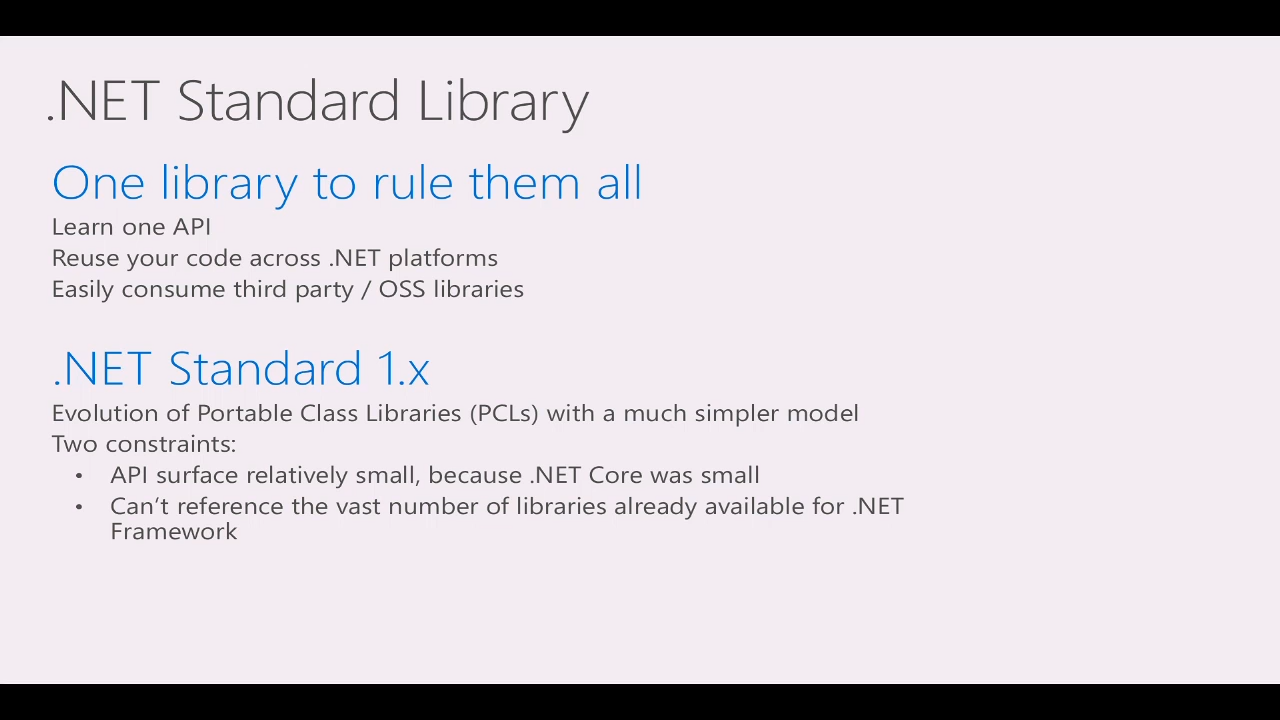 .NET Standard Library
One library to rule them all
Learn one API
Reuse your code across .NET platforms
Easily consume third party / OSS libraries
.NET Standard 1.x
Evolution of Portable Class Libraries (PCLs) with a much simpler model
Two constraints:
• API surface relatively small, because .NET Core was small
• Can’t reference the vast number of libraries already available for .NET
Framework